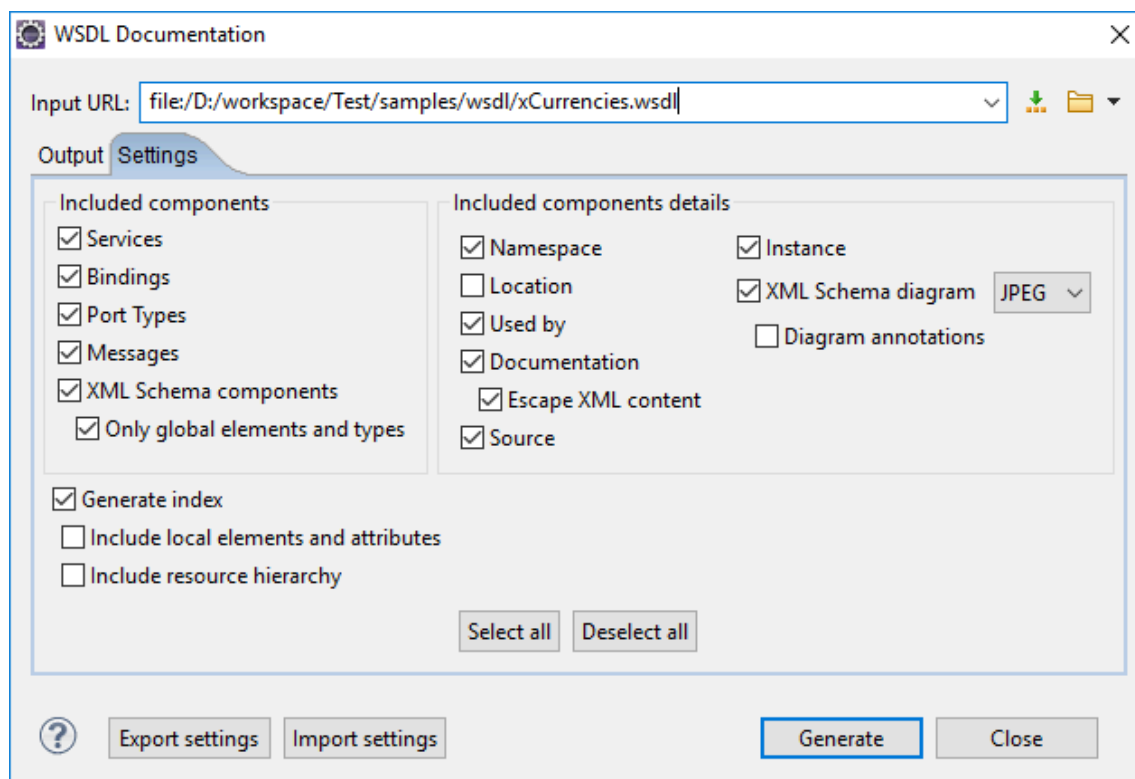 WSDL Documentation
Input URL: file:/D:/workspace/Test/samples/wsdl/xCurrencies.wsdl
Output Settings
Included components
Services
Bindings
Port Types
Messages
XML Schema components
Only global elements and types
Included components details
Namespace
Location
Used by
Documentation
Escape XML content
Source
Instance
XML Schema diagram JPEG
Diagram annotations
Generate index
Include local elements and attributes
Include resource hierarchy
Select all Deselect all
? Export settings Import settings Generate Close